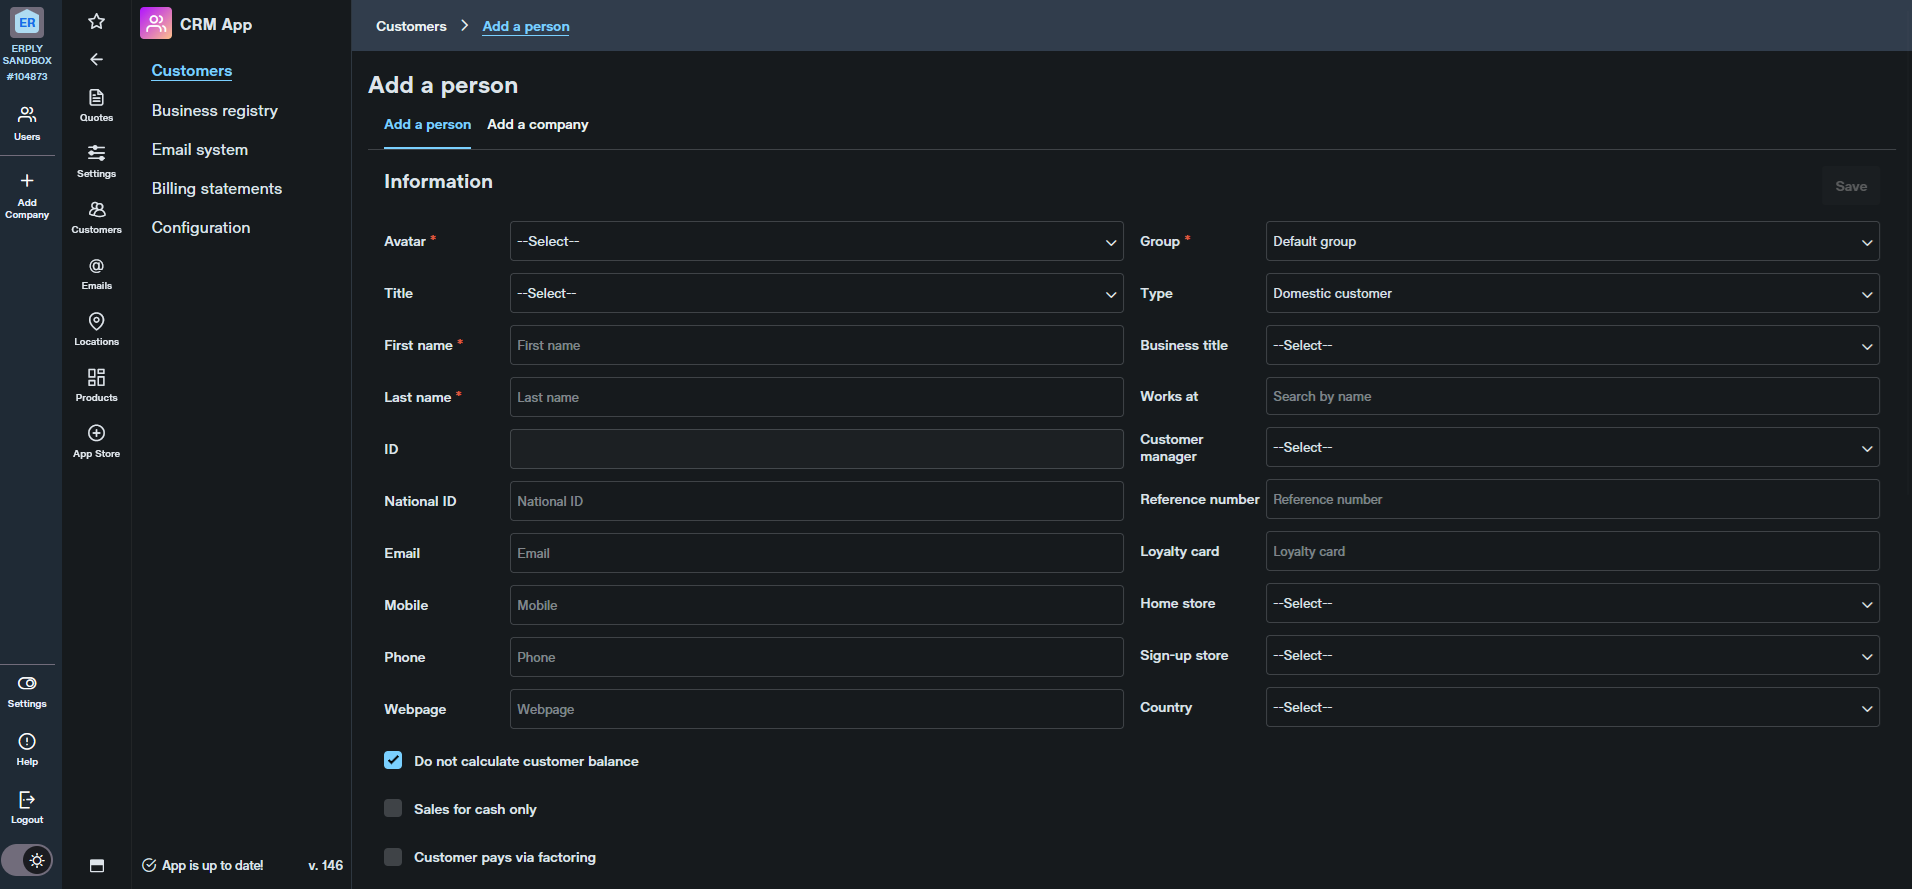 ER
ERPLY
SANDBOX
#104873
Users
Add
Company
Settings
Help
Logout
Quotes
Settings
Customers
@
Emails
Locations
Products
App Store
CRM App
Customers
Business registry
Email system
Billing statements
Configuration
App is up to date! v. 146
Customers > Add a person
Add a person
Add a person Add a company
Information
Save
Avatar * --Select--
Title --Select--
First name * First name
Last name * Last name
ID
National ID National ID
Email Email
Mobile Mobile
Phone Phone
Webpage Webpage
Group * Default group
Type Domestic customer
Business title --Select--
Works at Search by name
Customer
manager --Select--
Reference number Reference number
Loyalty card Loyalty card
Home store --Select--
Sign-up store --Select--
Country --Select--
Do not calculate customer balance
Sales for cash only
Customer pays via factoring